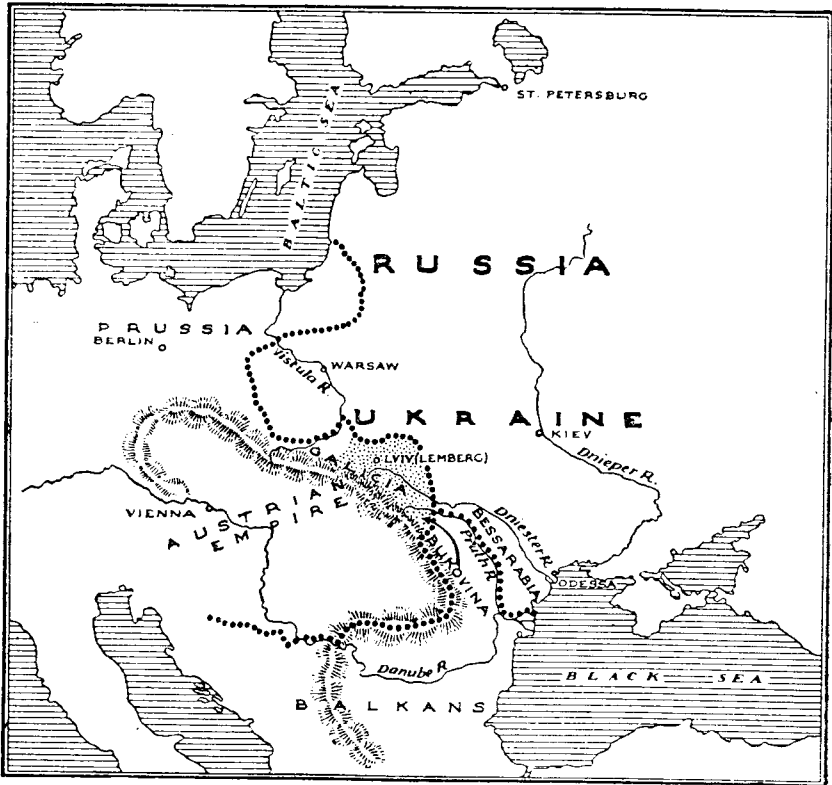 ST. PETERSBURG
BALTIC SEA
RUSSIA
PRUSSIA
BERLIN
Vistula R.
WARSAW
UKRAINE
KIEV
Dnieper R.
GALICIA
LVIV (LEMBERG)
VIENNA
AUSTRIAN
EMPIRE
BUKOVINA
Pruth R.
BESSARABIA
Dniester R.
ODESSA
Danube R.
BLACK SEA
BALKANS